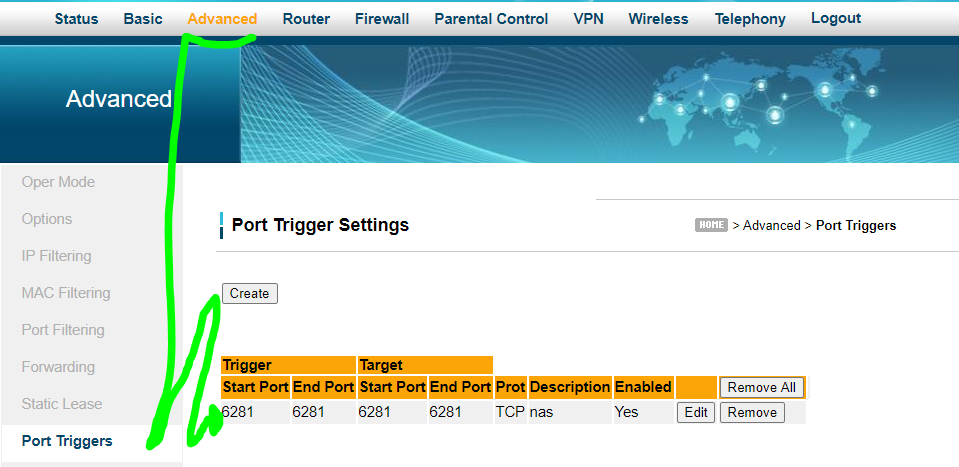 Status Basic Advanced Router Firewall Parental Control VPN Wireless Telephony Logout
Advanced
Oper Mode
Options
IP Filtering
MAC Filtering
Port Filtering
Forwarding
Static Lease
Port Triggers
Port Trigger Settings
HOME > Advanced > Port Triggers
Create
Trigger Target
Start Port End Port Start Port End Port Prot Description Enabled Remove All
6281 6281 6281 6281 TCP nas Yes Edit Remove